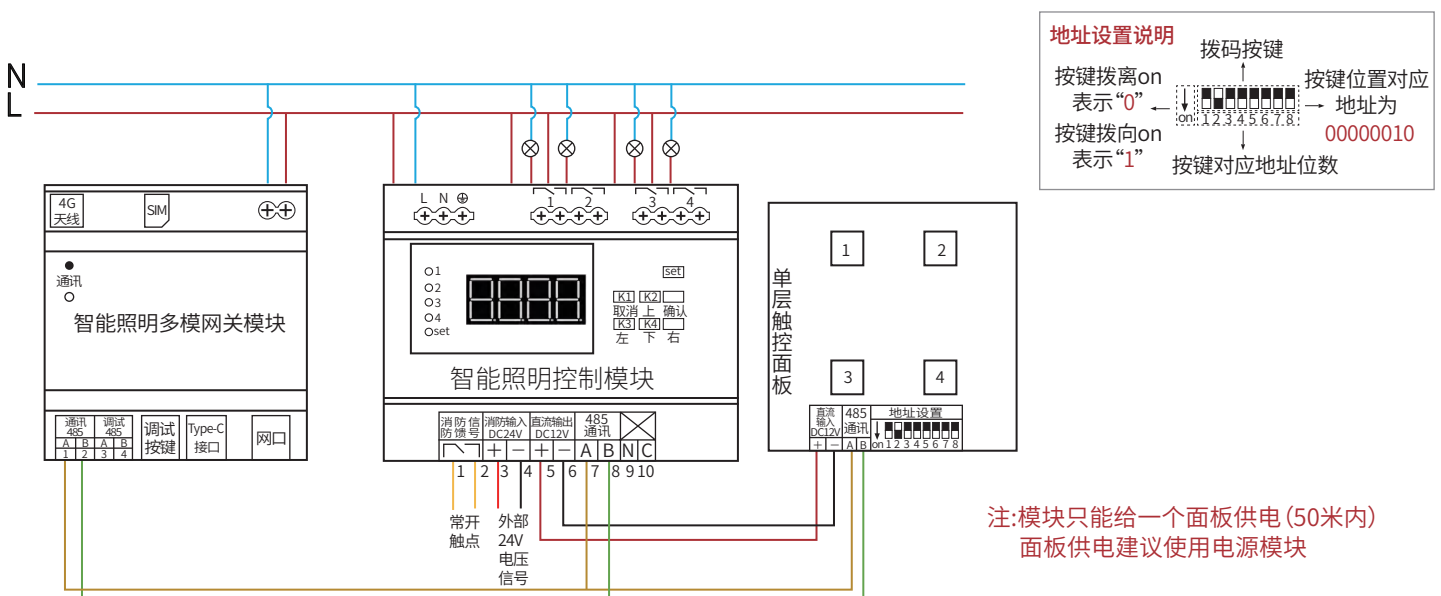 N
L
地址设置说明
拨码按键
按键拨离on
表示“0”
按键拨向on
表示“1”
on
1 2 3 4 5 6 7 8
按键位置对应
地址为
00000010
按键对应地址位数
4G
天线
SIM
通讯
智能照明多模网关模块
通讯
485
调试
485
A B A B
1 2 3 4
调试
按键
Type-C
接口
网口
L N
1 2 3 4
1
2
3
4
set
set
K1 K2
取消 上 确认
K3 K4
左 下 右
智能照明控制模块
消防信
防馈号
消防输入
DC24V
直流输出
DC12V
485
通讯
+ − + − A B N C
1 2 3 4 5 6 7 8 9 10
常开
触点
外部
24V
电压
信号
单层触控面板
1
2
3
4
直流
输入
DC12V
485
通讯
地址设置
+ − A B
on 1 2 3 4 5 6 7 8
注:模块只能给一个面板供电(50米内)
面板供电建议使用电源模块